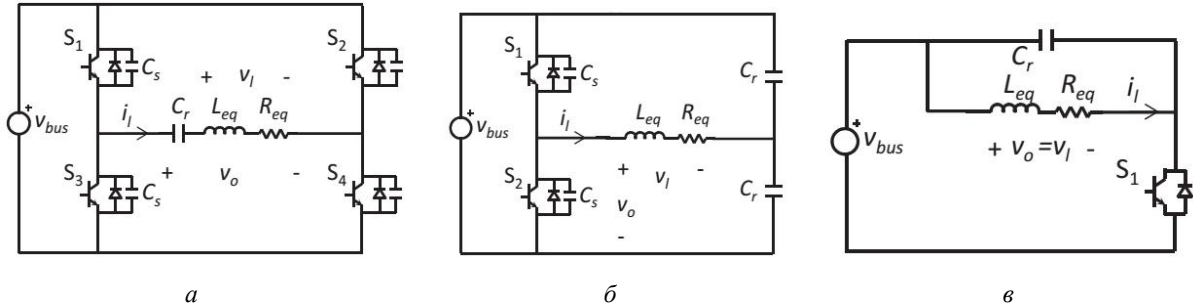 S1
S2
Cs
+ vl -
Cr Leq Req
il
+
vbus
S3
Cs
+ vo -
S4
Cs
S1
Cs
Cr
Leq Req
il
+
vbus
S2
Cs
+ vl -
vo
-
Cr
Cr
Leq Req
il
+
vbus
+ vo=vl -
S1
а
б
в